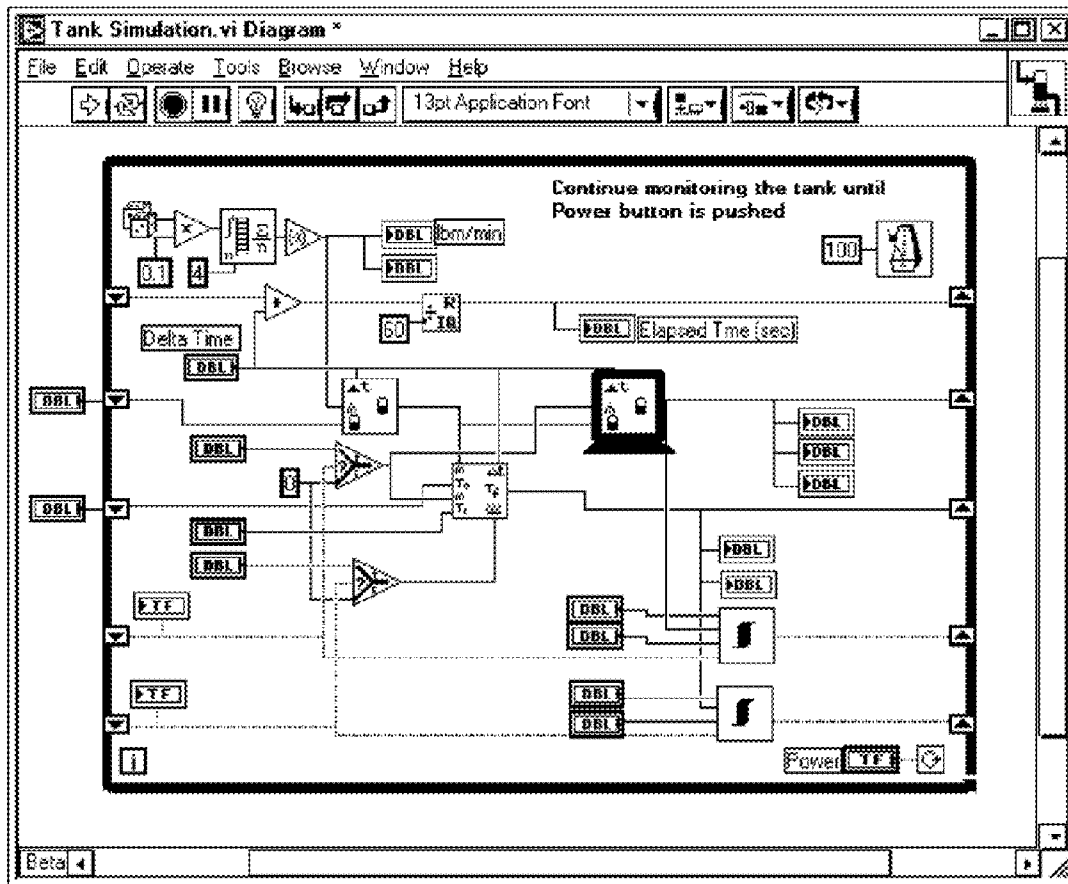 Tank Simulation.vi Diagram *
File Edit Operate Tools Browse Window Help
13pt Application Font
Continue monitoring the tank until
Power button is pushed
DBL lbm/min
100
0.1
4
DBL
R
60 IQ
DBL Elapsed Tme (sec)
Delta Time
DBL
DBL
DBL
DBL
DBL
DBL
0
DBL
DBL
DBL
DBL
DBL
TF
DBL
DBL
TF
DBL
DBL
i
Power TF
Beta